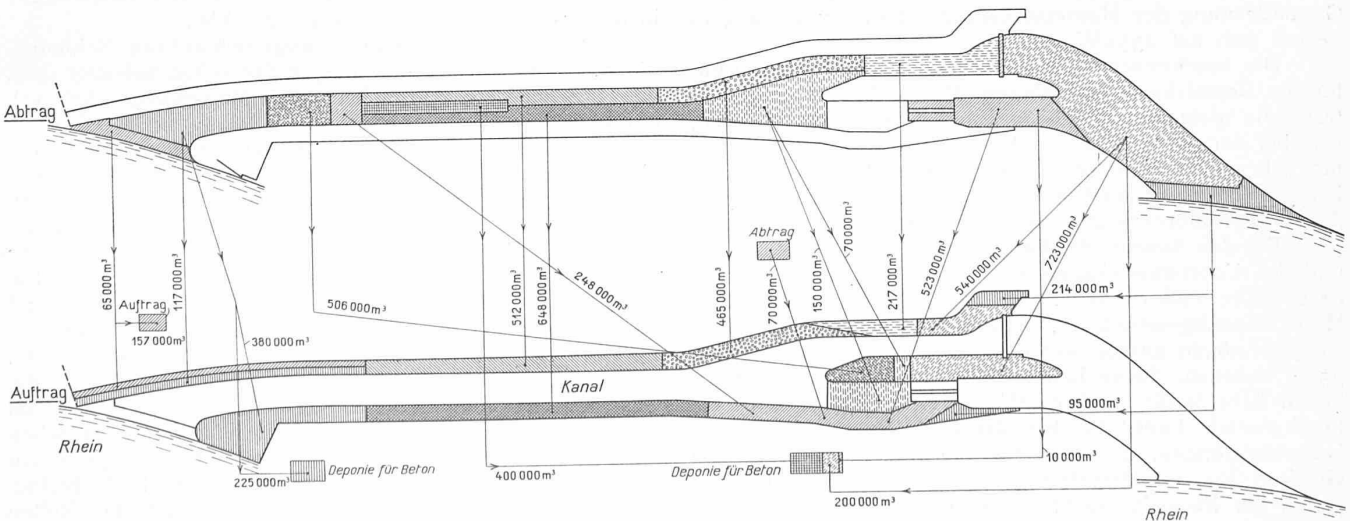 Abtrag
65 000 m³
117 000 m³
Auftrag
157 000 m³
380 000 m³
506 000 m³
512 000 m³
648 000 m³
248 000 m³
465 000 m³
Abtrag
70 000 m³
150 000 m³
70 000 m³
217 000 m³
523 000 m³
540 000 m³
723 000 m³
214 000 m³
Auftrag
Kanal
95 000 m³
Rhein
225 000 m³
Deponie für Beton
400 000 m³
Deponie für Beton
10 000 m³
200 000 m³
Rhein